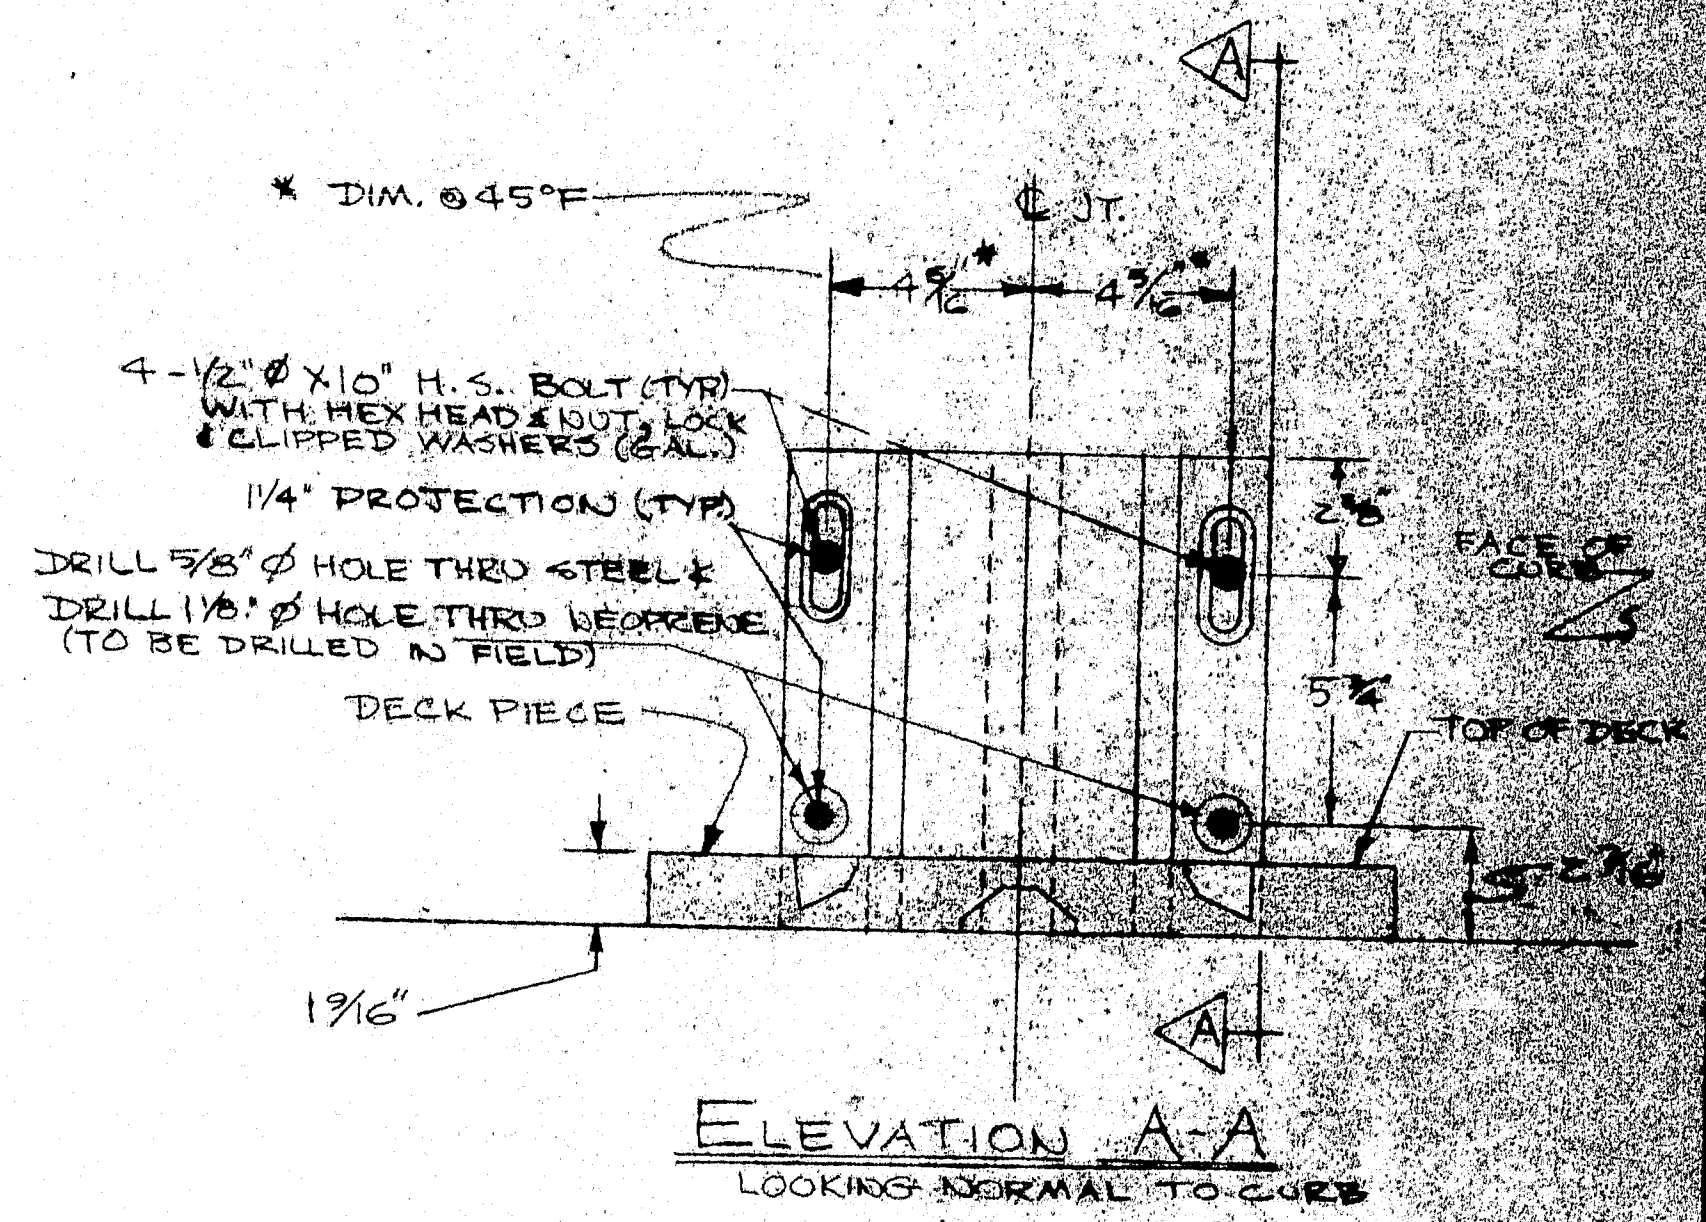 A
* DIM. @ 45°F
℄ JT.
4 5/16" *
4 5/16" *
4 - 1/2" Ø X 10" H.S. BOLT (TYP.)
WITH HEX HEAD & NUT, LOCK
& CLIPPED WASHERS (GAL.)
1 1/4" PROJECTION (TYP.)
DRILL 5/8" Ø HOLE THRU STEEL &
DRILL 1 1/8" Ø HOLE THRU NEOPRENE
(TO BE DRILLED IN FIELD)
FACE OF
CURB
5 3/4"
DECK PIECE
TOP OF DECK
2 7/16"
1 9/16"
A
ELEVATION A-A
LOOKING NORMAL TO CURB